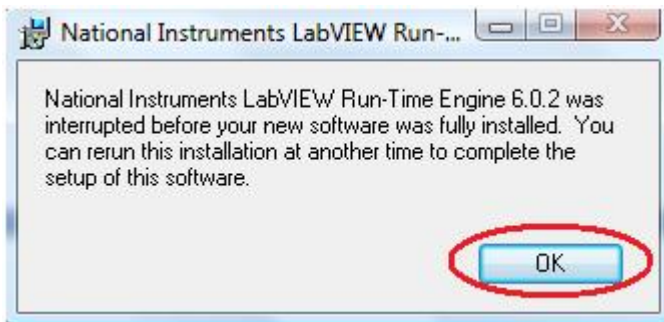 National Instruments LabVIEW Run-...
National Instruments LabVIEW Run-Time Engine 6.0.2 was
interrupted before your new software was fully installed. You
can rerun this installation at another time to complete the
setup of this software.
OK